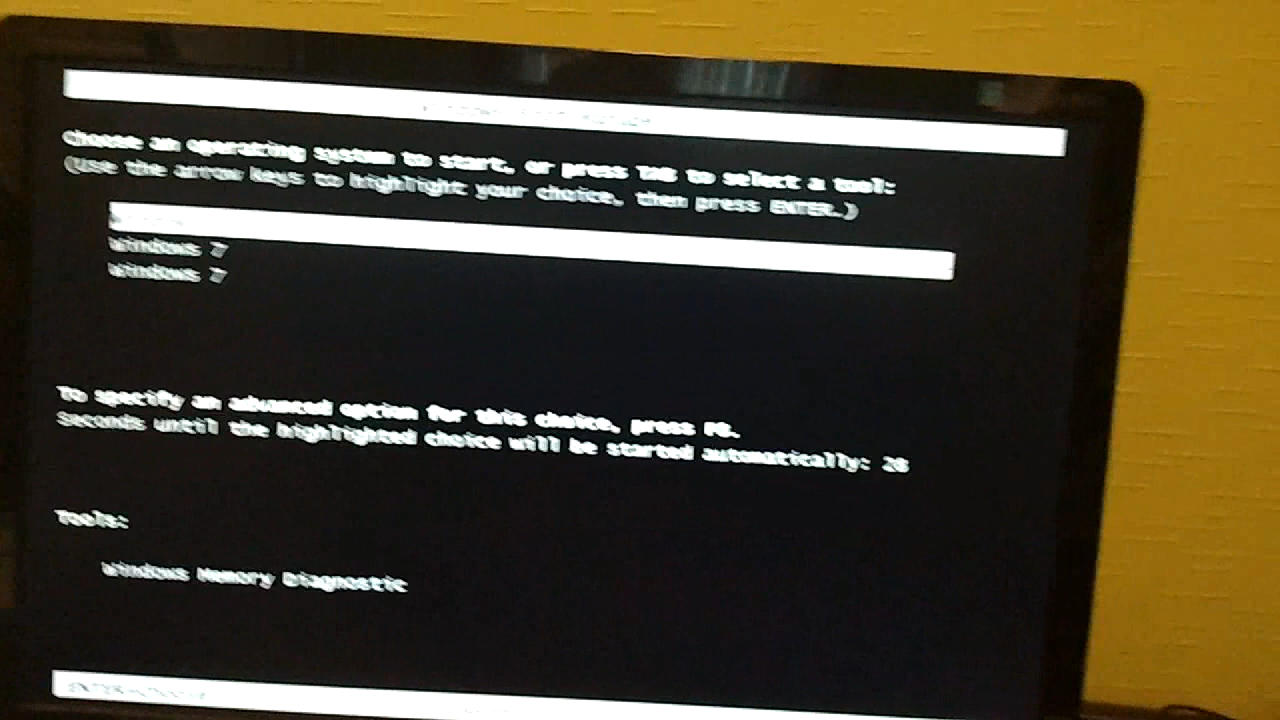 Choose an operating system to start, or press TAB to select a tool:
(Use the arrow keys to highlight your choice, then press ENTER.)
Windows 7
Windows 7
To specify an advanced option for this choice, press F8.
Seconds until the highlighted choice will be started automatically: 28
Tools:
Windows Memory Diagnostic